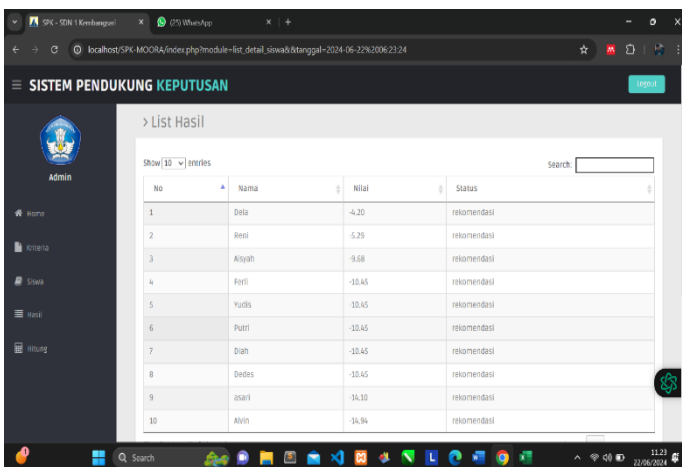 SPK - SDN 1 Kembangsari
(25) WhatsApp
localhost/SPK-MOORA/index.php?module=list_detail_siswa&&tanggal=2024-06-22%2006:23:24
SISTEM PENDUKUNG KEPUTUSAN
Logout
Admin
Home
Kriteria
Siswa
Hasil
Hitung
> List Hasil
Show 10 entries
Search:
No Nama Nilai Status
1 Dela -4.20 rekomendasi
2 Reni -5.29 rekomendasi
3 Aisyah -9.68 rekomendasi
4 Ferli -10.45 rekomendasi
5 Yudis -10.45 rekomendasi
6 Putri -10.45 rekomendasi
7 Diah -10.45 rekomendasi
8 Dedes -10.45 rekomendasi
9 asari -14.10 rekomendasi
10 Alvin -14.94 rekomendasi
Search
11.23
22/06/2024